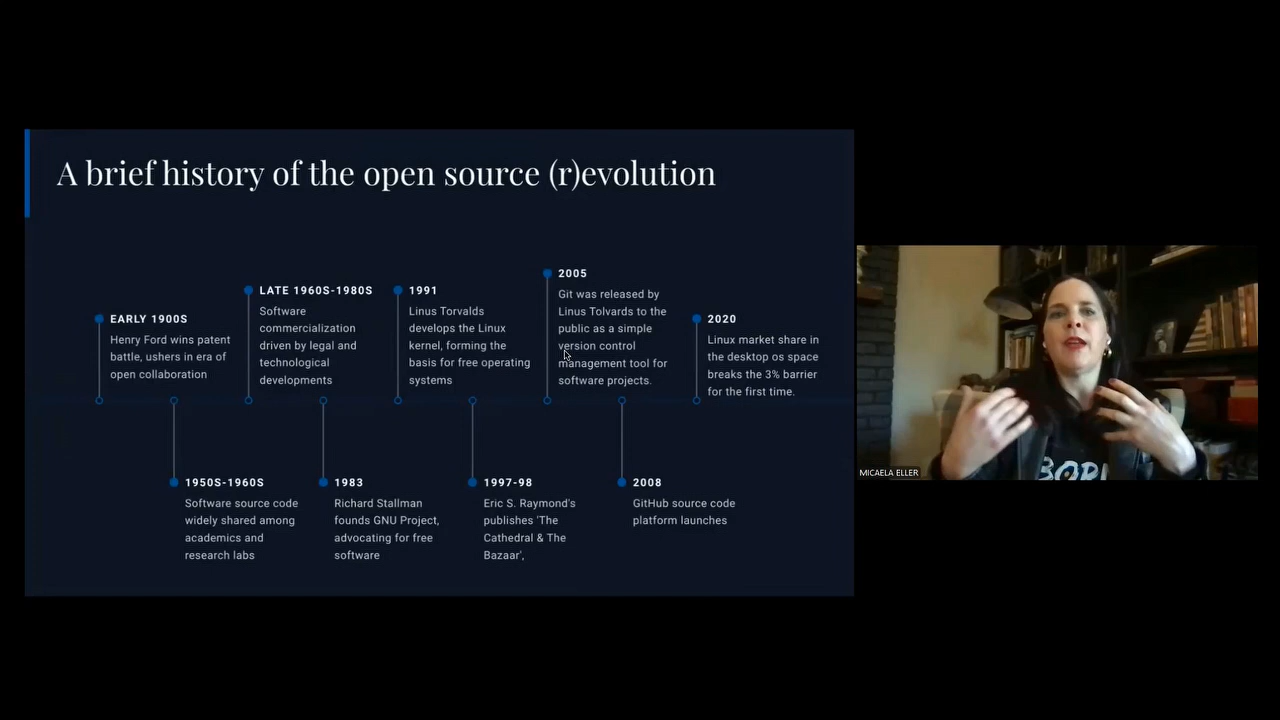 A brief history of the open source (r)evolution
EARLY 1900S
Henry Ford wins patent
battle, ushers in era of
open collaboration
1950S-1960S
Software source code
widely shared among
academics and
research labs
LATE 1960S-1980S
Software
commercialization
driven by legal and
technological
developments
1983
Richard Stallman
founds GNU Project,
advocating for free
software
1991
Linus Torvalds
develops the Linux
kernel, forming the
basis for free operating
systems
1997-98
Eric S. Raymond's
publishes 'The
Cathedral & The
Bazaar',
2005
Git was released by
Linus Tolvards to the
public as a simple
version control
management tool for
software projects.
2008
GitHub source code
platform launches
2020
Linux market share in
the desktop os space
breaks the 3% barrier
for the first time.
MICAELA ELLER